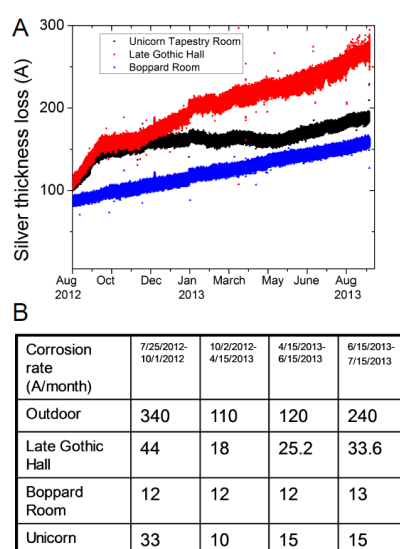 A
300
Unicorn Tapestry Room
Late Gothic Hall
Boppard Room
200
100
Silver thickness loss (A)
Aug Oct Dec Jan Mar May June Aug
2012 2013 2013
B
Corrosion rate (A/month) 7/25/2012-10/1/2012 10/2/2012-4/15/2013 4/15/2013-6/15/2013 6/15/2013-7/15/2013
Outdoor 340 110 120 240
Late Gothic Hall 44 18 25.2 33.6
Boppard Room 12 12 12 13
Unicorn 33 10 15 15